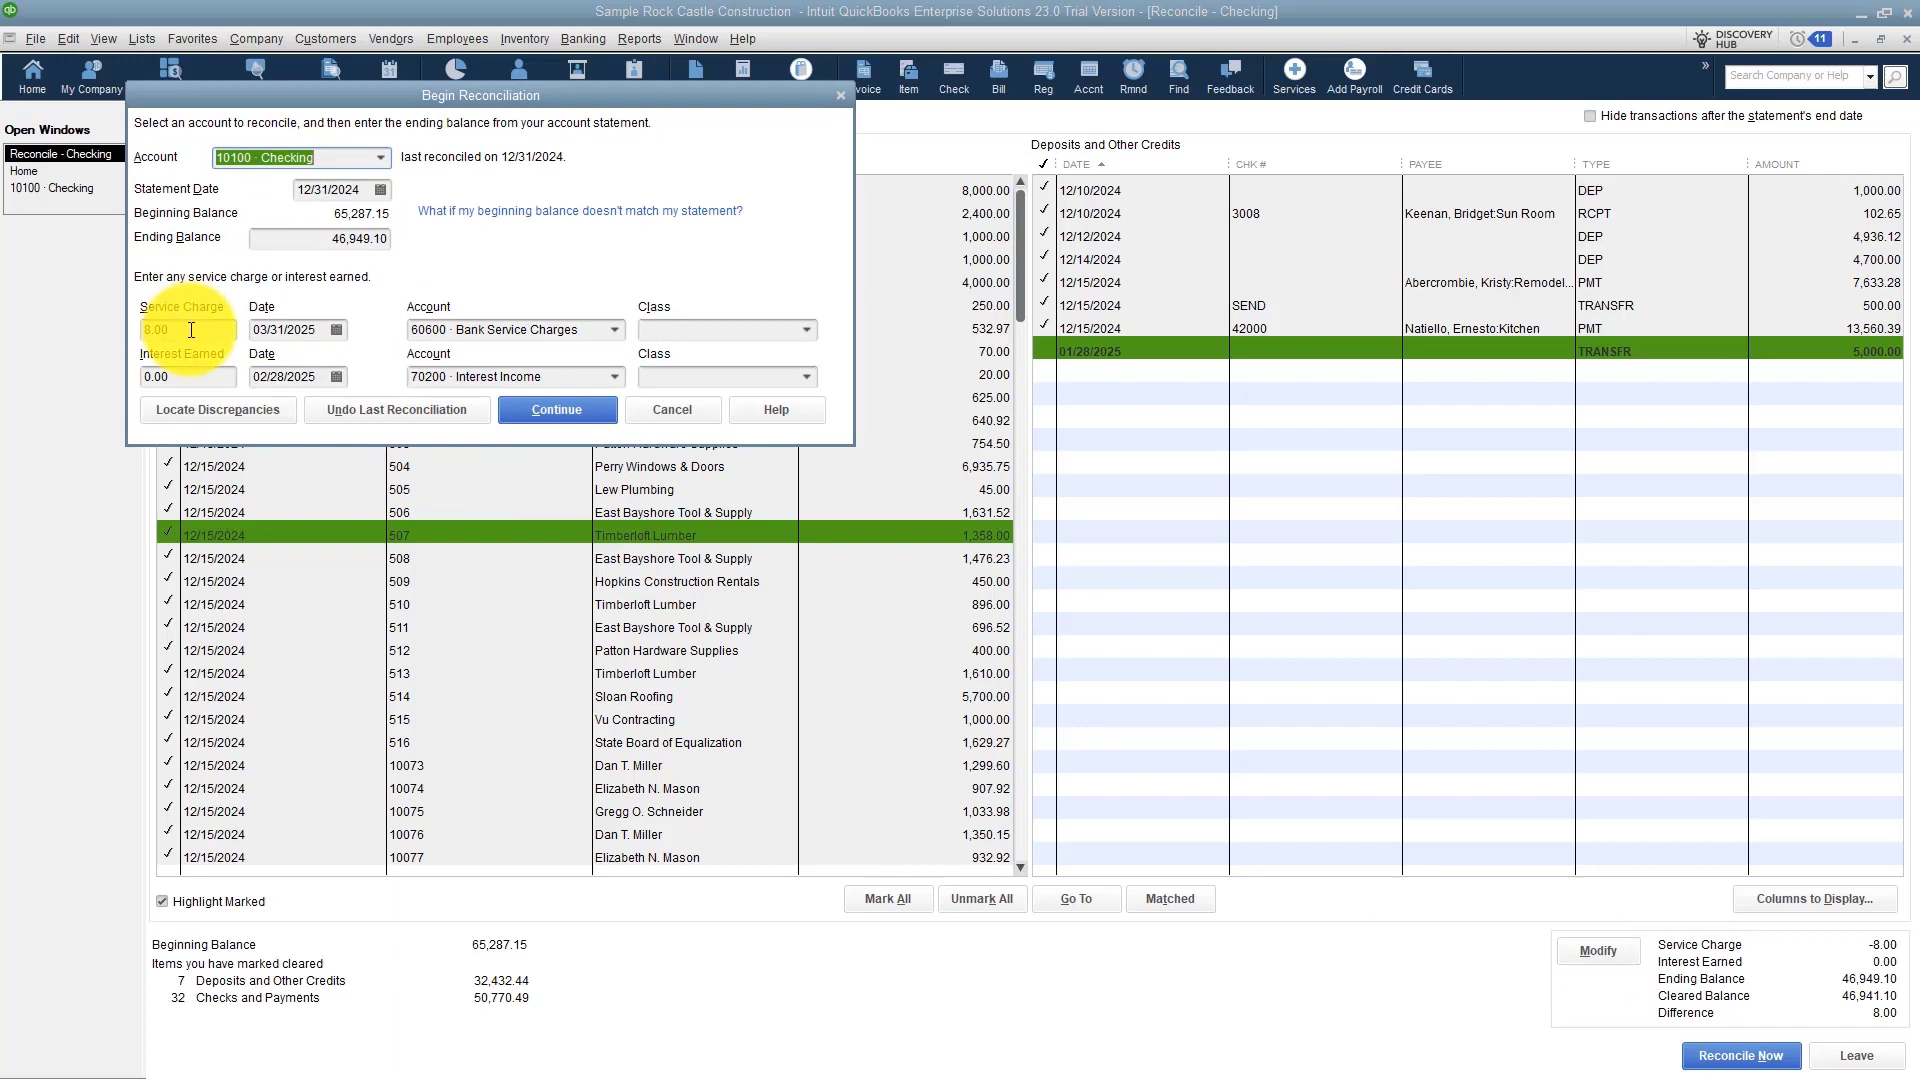 Sample Rock Castle Construction - Intuit QuickBooks Enterprise Solutions 23.0 Trial Version - [Reconcile - Checking]
File Edit View Lists Favorites Company Customers Vendors Employees Inventory Banking Reports Window Help
DISCOVERY HUB 11
Home My Company voice Item Check Bill Reg Accnt Rmnd Find Feedback Services Add Payroll Credit Cards
Search Company or Help
Open Windows
Reconcile - Checking
Home
10100 · Checking
Begin Reconciliation
Select an account to reconcile, and then enter the ending balance from your account statement.
Account 10100 · Checking last reconciled on 12/31/2024.
Statement Date 12/31/2024
Beginning Balance 65,287.15 What if my beginning balance doesn't match my statement?
Ending Balance 46,949.10
Enter any service charge or interest earned.
Service Charge Date Account Class
8.00 03/31/2025 60600 · Bank Service Charges
Interest Earned Date Account Class
0.00 02/28/2025 70200 · Interest Income
Locate Discrepancies Undo Last Reconciliation Continue Cancel Help
Hide transactions after the statement's end date
8,000.00
2,400.00
1,000.00
1,000.00
4,000.00
250.00
532.97
70.00
20.00
625.00
640.92
754.50
12/15/2024 504 Perry Windows & Doors 6,935.75
12/15/2024 505 Lew Plumbing 45.00
12/15/2024 506 East Bayshore Tool & Supply 1,631.52
12/15/2024 507 Timberloft Lumber 1,358.00
12/15/2024 508 East Bayshore Tool & Supply 1,476.23
12/15/2024 509 Hopkins Construction Rentals 450.00
12/15/2024 510 Timberloft Lumber 896.00
12/15/2024 511 East Bayshore Tool & Supply 696.52
12/15/2024 512 Patton Hardware Supplies 400.00
12/15/2024 513 Timberloft Lumber 1,610.00
12/15/2024 514 Sloan Roofing 5,700.00
12/15/2024 515 Vu Contracting 1,000.00
12/15/2024 516 State Board of Equalization 1,629.27
12/15/2024 10073 Dan T. Miller 1,299.60
12/15/2024 10074 Elizabeth N. Mason 907.92
12/15/2024 10075 Gregg O. Schneider 1,033.98
12/15/2024 10076 Dan T. Miller 1,350.15
12/15/2024 10077 Elizabeth N. Mason 932.92
Deposits and Other Credits
DATE CHK # PAYEE TYPE AMOUNT
12/10/2024 DEP 1,000.00
12/10/2024 3008 Keenan, Bridget:Sun Room RCPT 102.65
12/12/2024 DEP 4,936.12
12/14/2024 DEP 4,700.00
12/15/2024 Abercrombie, Kristy:Remodel... PMT 7,633.28
12/15/2024 SEND TRANSFR 500.00
12/15/2024 42000 Natiello, Ernesto:Kitchen PMT 13,560.39
01/28/2025 TRANSFR 5,000.00
Highlight Marked Mark All Unmark All Go To Matched Columns to Display...
Beginning Balance 65,287.15
Items you have marked cleared
7 Deposits and Other Credits 32,432.44
32 Checks and Payments 50,770.49
Modify
Service Charge -8.00
Interest Earned 0.00
Ending Balance 46,949.10
Cleared Balance 46,941.10
Difference 8.00
Reconcile Now Leave